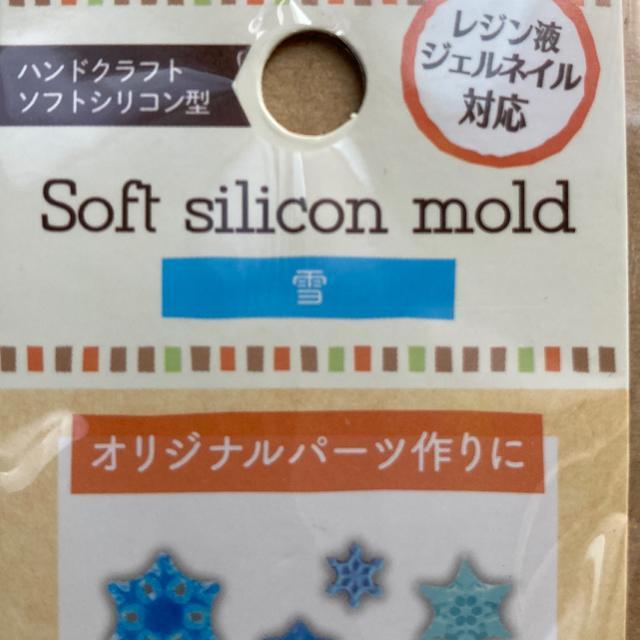 ハンドクラフト
ソフトシリコン型
レジン液
ジェルネイル
対応
Soft silicon mold
雪
オリジナルパーツ作りに